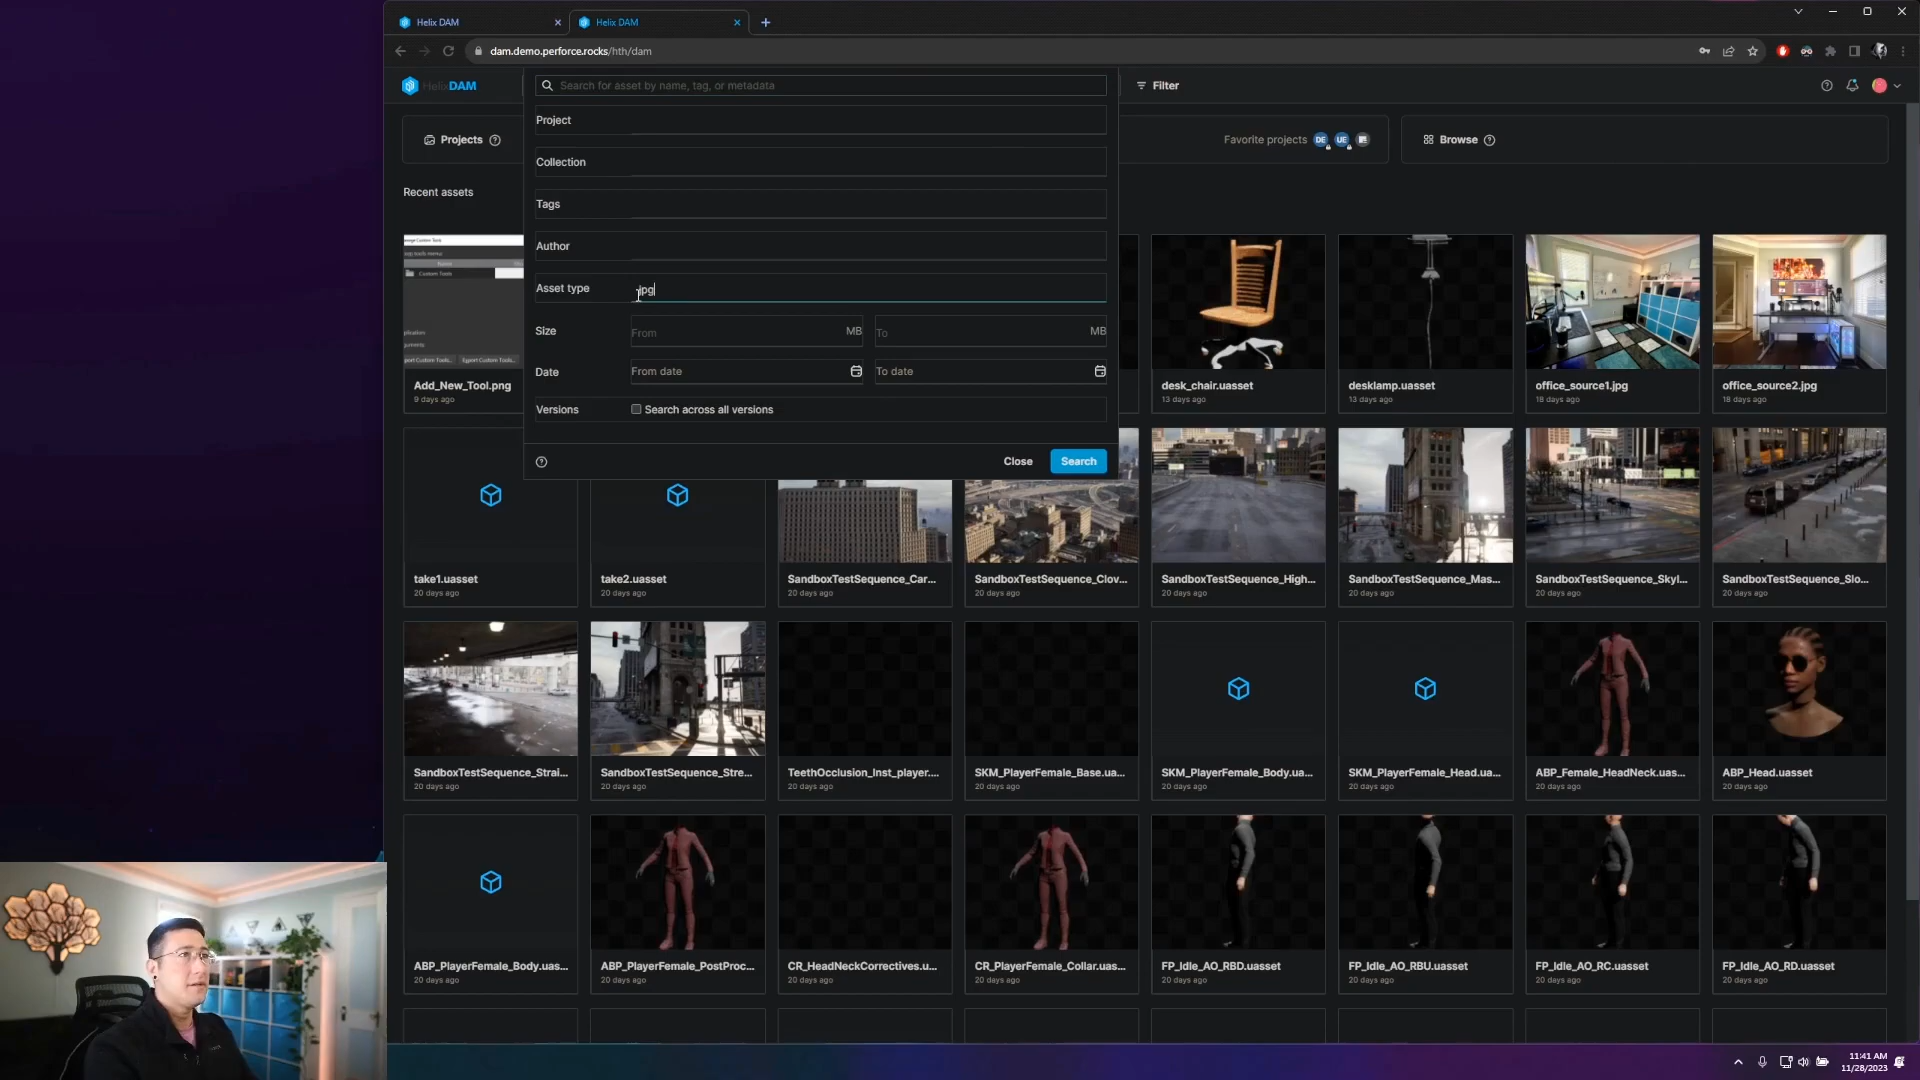 Helix DAM
Helix DAM
dam.demo.perforce.rocks/hth/dam
HelixDAM
Search for asset by name, tag, or metadata
Filter
Projects
Project
Favorite projects
DE
UE
Browse
Collection
Recent assets
Tags
Author
Asset type
jpg
Size
From
MB
To
MB
Date
From date
To date
Versions
Search across all versions
Close
Search
Custom Tools
Add_New_Tool.png
9 days ago
desk_chair.uasset
13 days ago
desklamp.uasset
13 days ago
office_source1.jpg
18 days ago
office_source2.jpg
18 days ago
take1.uasset
20 days ago
take2.uasset
20 days ago
SandboxTestSequence_Car...
20 days ago
SandboxTestSequence_Clov...
20 days ago
SandboxTestSequence_High...
20 days ago
SandboxTestSequence_Mas...
20 days ago
SandboxTestSequence_Skyl...
20 days ago
SandboxTestSequence_Slo...
20 days ago
SandboxTestSequence_Strai...
20 days ago
SandboxTestSequence_Stre...
20 days ago
TeethOcclusion_Inst_player....
20 days ago
SKM_PlayerFemale_Base.ua...
20 days ago
SKM_PlayerFemale_Body.ua...
20 days ago
SKM_PlayerFemale_Head.ua...
20 days ago
ABP_Female_HeadNeck.uas...
20 days ago
ABP_Head.uasset
20 days ago
ABP_PlayerFemale_Body.uas...
20 days ago
ABP_PlayerFemale_PostProc...
20 days ago
CR_HeadNeckCorrectives.u...
20 days ago
CR_PlayerFemale_Collar.uas...
20 days ago
FP_Idle_AO_RBD.uasset
20 days ago
FP_Idle_AO_RBU.uasset
20 days ago
FP_Idle_AO_RC.uasset
20 days ago
FP_Idle_AO_RD.uasset
20 days ago
11:41 AM
11/28/2023